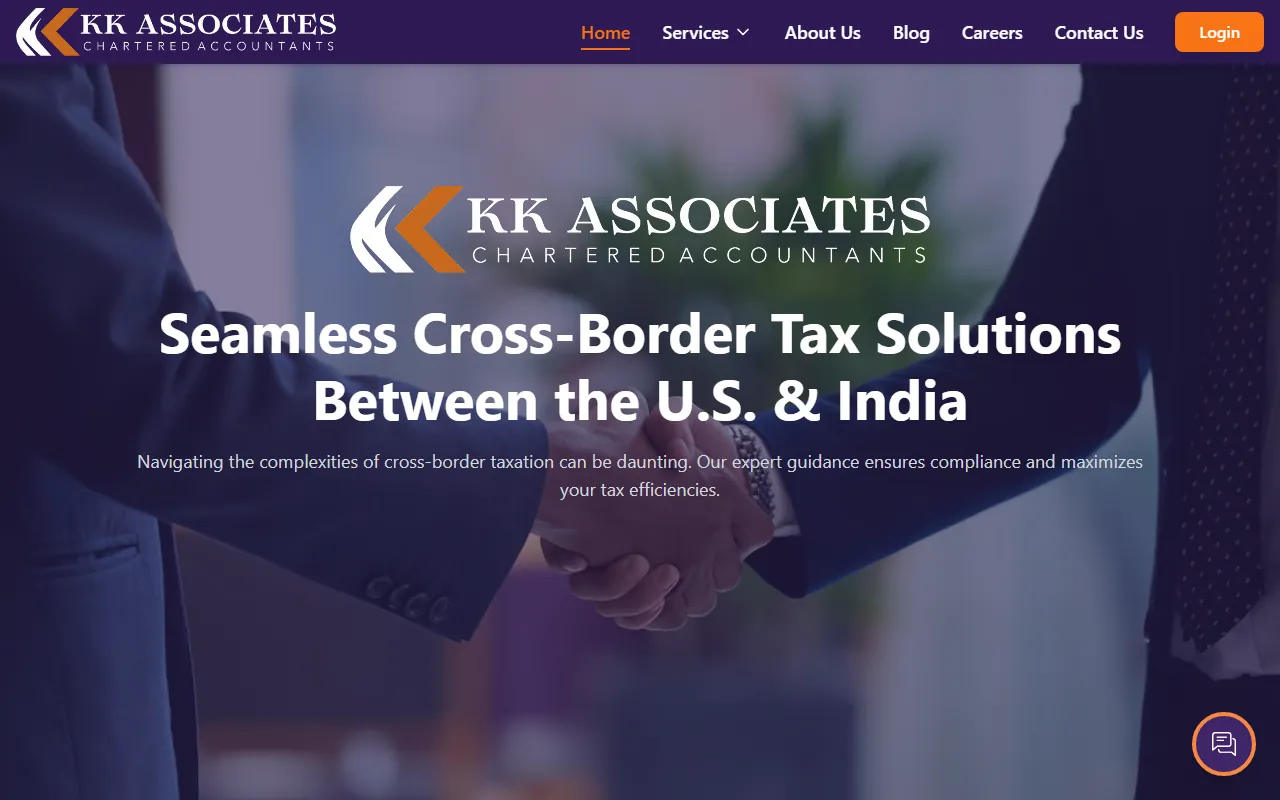 KK ASSOCIATES
CHARTERED ACCOUNTANTS
Home
Services
About Us
Blog
Careers
Contact Us
Login
KK ASSOCIATES
CHARTERED ACCOUNTANTS
Seamless Cross-Border Tax Solutions
Between the U.S. & India
Navigating the complexities of cross-border taxation can be daunting. Our expert guidance ensures compliance and maximizes
your tax efficiencies.